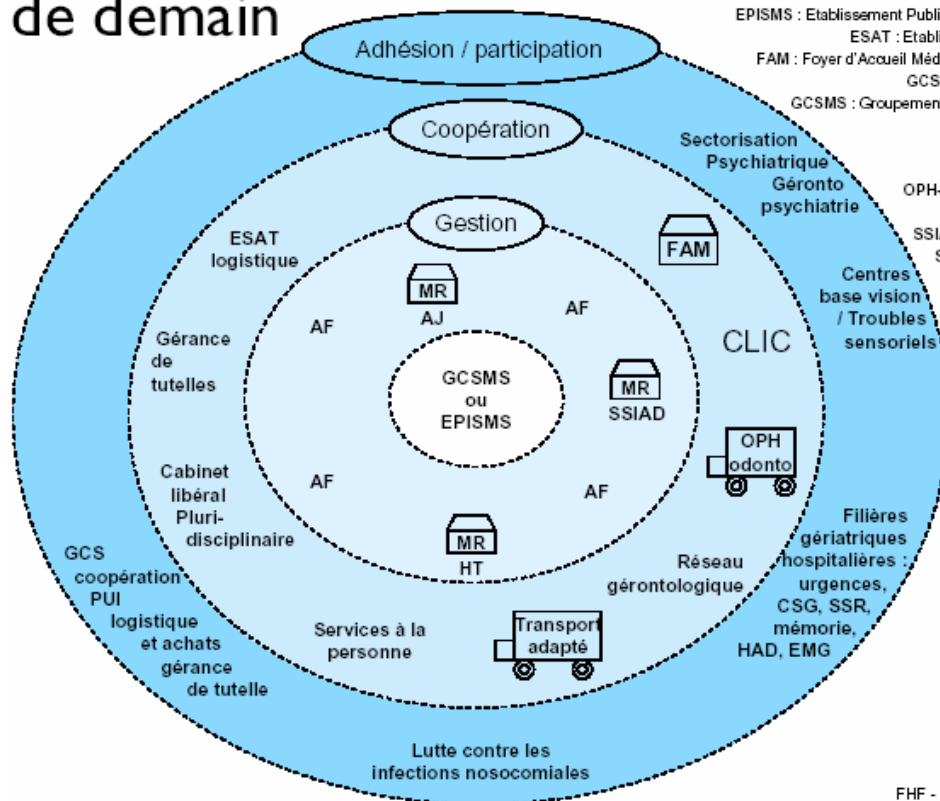 de demain
EPISMS : Etablissement Publi
ESAT : Etabli
FAM : Foyer d'Accueil Méd
GCS
GCSMS : Groupement
OPH-
SSIA
S
Adhésion / participation
Coopération
Gestion
Sectorisation
Psychiatrique
Géronto
psychiatrie
ESAT
logistique
FAM
MR
AJ
AF
AF
Centres
base vision
/ Troubles
sensoriels
CLIC
Gérance
de
tutelles
GCSMS
ou
EPISMS
MR
SSIAD
OPH
odonto
Cabinet
libéral
Pluri-
disciplinaire
AF
AF
MR
HT
Filières
gériatriques
hospitalières :
urgences,
CSG, SSR,
mémorie,
HAD, EMG
GCS
coopération
PUI
logistique
et achats
gérance
de tutelle
Réseau
gérontologique
Services à la
personne
Transport
adapté
Lutte contre les
infections nosocomiales
FHF -